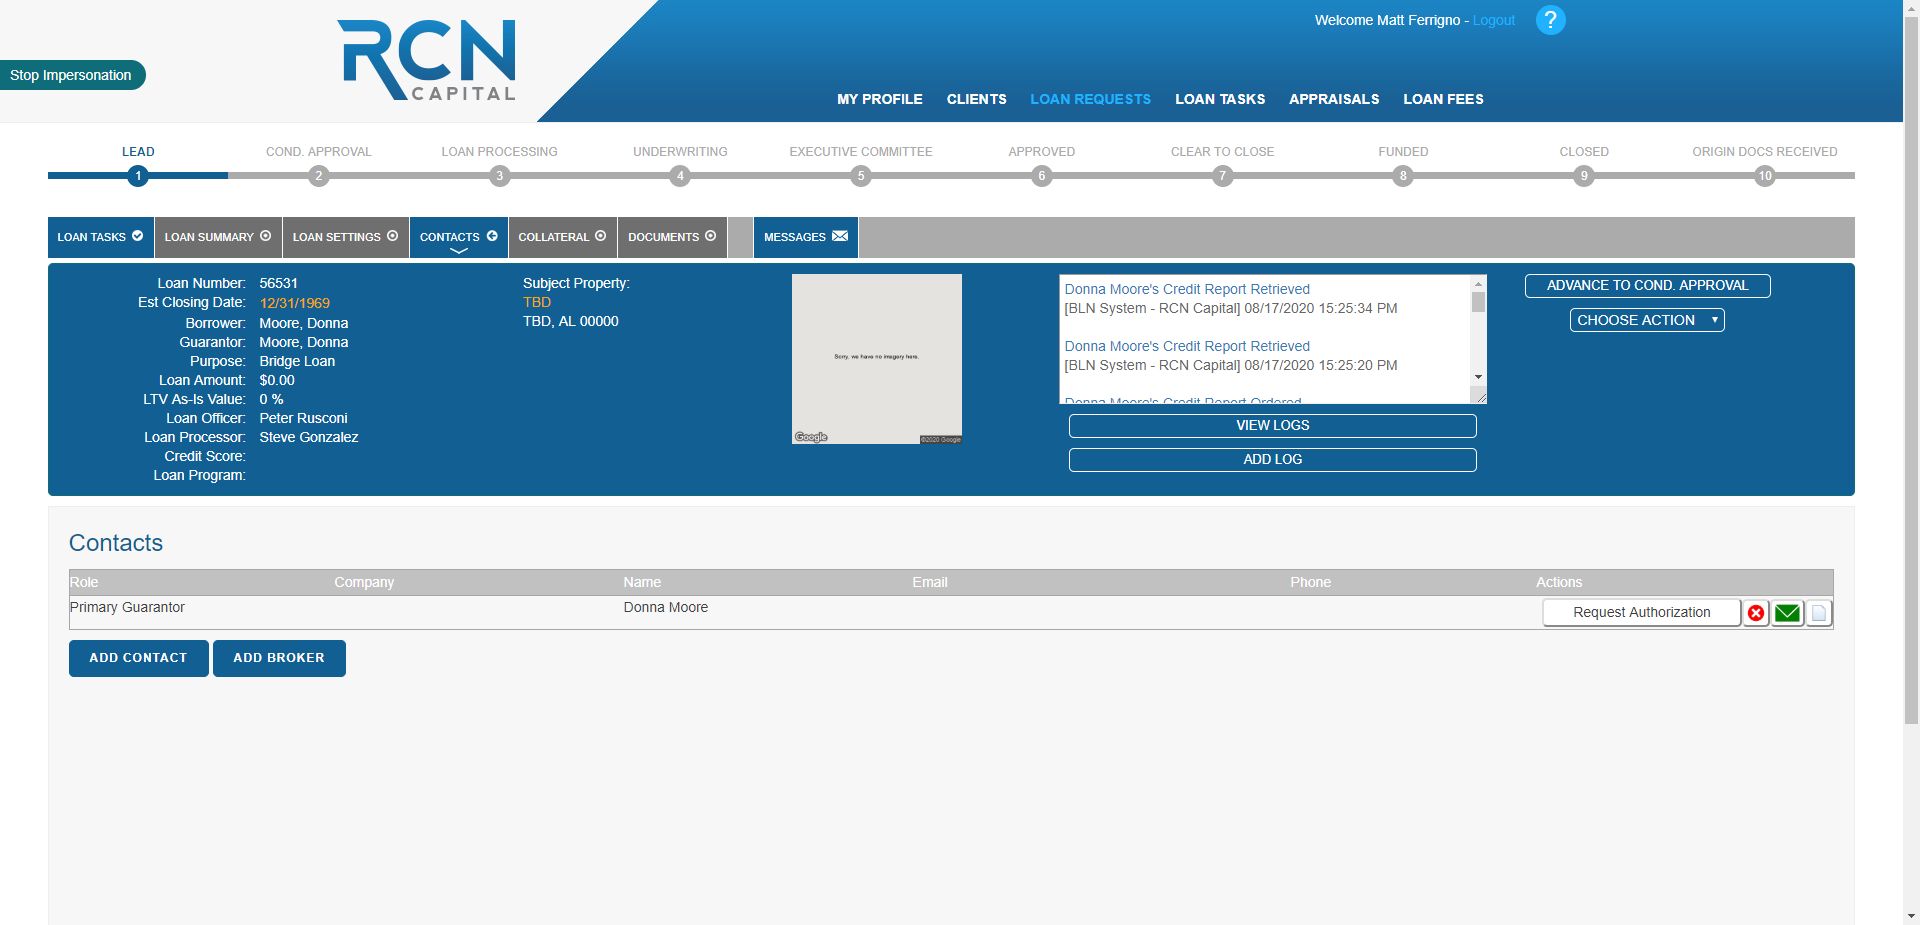 Welcome Matt Ferrigno - Logout
?
Stop Impersonation
RCN
CAPITAL
MY PROFILE
CLIENTS
LOAN REQUESTS
LOAN TASKS
APPRAISALS
LOAN FEES
LEAD
COND. APPROVAL
LOAN PROCESSING
UNDERWRITING
EXECUTIVE COMMITTEE
APPROVED
CLEAR TO CLOSE
FUNDED
CLOSED
ORIGIN DOCS RECEIVED
1
2
3
4
5
6
7
8
9
10
LOAN TASKS
LOAN SUMMARY
LOAN SETTINGS
CONTACTS
COLLATERAL
DOCUMENTS
MESSAGES
Loan Number: 56531
Est Closing Date: 12/31/1969
Borrower: Moore, Donna
Guarantor: Moore, Donna
Purpose: Bridge Loan
Loan Amount: $0.00
LTV As-Is Value: 0 %
Loan Officer: Peter Rusconi
Loan Processor: Steve Gonzalez
Credit Score:
Loan Program:
Subject Property:
TBD
TBD, AL 00000
Sorry, we have no imagery here.
Google
©2020 Google
Donna Moore's Credit Report Retrieved
[BLN System - RCN Capital] 08/17/2020 15:25:34 PM
Donna Moore's Credit Report Retrieved
[BLN System - RCN Capital] 08/17/2020 15:25:20 PM
Donna Moore's Credit Report Ordered
VIEW LOGS
ADD LOG
ADVANCE TO COND. APPROVAL
CHOOSE ACTION
Contacts
Role Company Name Email Phone Actions
Primary Guarantor Donna Moore Request Authorization
ADD CONTACT
ADD BROKER